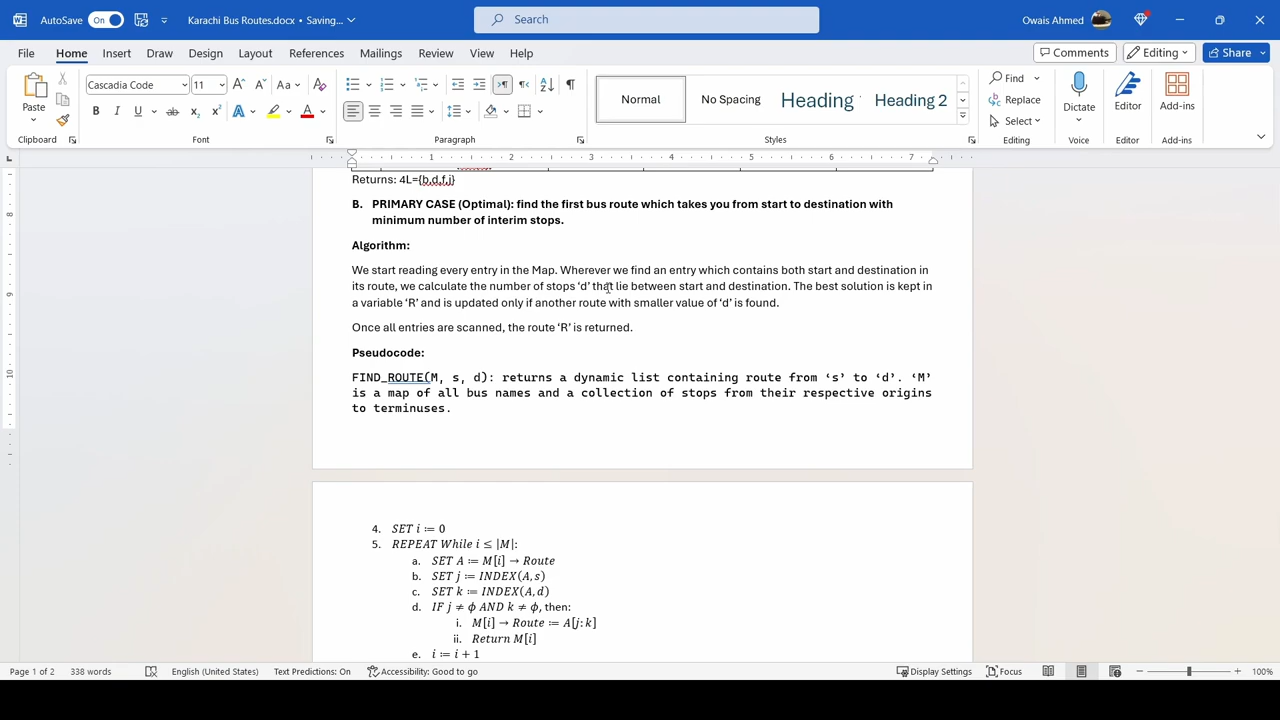 AutoSave On Karachi Bus Routes.docx • Saving... Search Owais Ahmed
File Home Insert Draw Design Layout References Mailings Review View Help Comments Editing Share
Paste Cascadia Code 11 Normal No Spacing Heading Heading 2 Find Replace Select Dictate Editor Add-ins
Clipboard Font Paragraph Styles Editing Voice Editor Add-ins
1 2 3 4 5 6 7
Returns: 4L={b,d,f,j}
B. PRIMARY CASE (Optimal): find the first bus route which takes you from start to destination with
minimum number of interim stops.
Algorithm:
We start reading every entry in the Map. Wherever we find an entry which contains both start and destination in
its route, we calculate the number of stops ‘d’ that lie between start and destination. The best solution is kept in
a variable ‘R’ and is updated only if another route with smaller value of ‘d’ is found.
Once all entries are scanned, the route ‘R’ is returned.
Pseudocode:
FIND_ROUTE(M, s, d): returns a dynamic list containing route from ‘s’ to ‘d’. ‘M’
is a map of all bus names and a collection of stops from their respective origins
to terminuses.
4. SET i ≔ 0
5. REPEAT While i ≤ |M|:
a. SET A ≔ M[i] → Route
b. SET j ≔ INDEX(A, s)
c. SET k ≔ INDEX(A, d)
d. IF j ≠ ϕ AND k ≠ ϕ, then:
i. M[i] → Route ≔ A[j: k]
ii. Return M[i]
e. i ≔ i + 1
Page 1 of 2 338 words English (United States) Text Predictions: On Accessibility: Good to go Display Settings Focus 100%